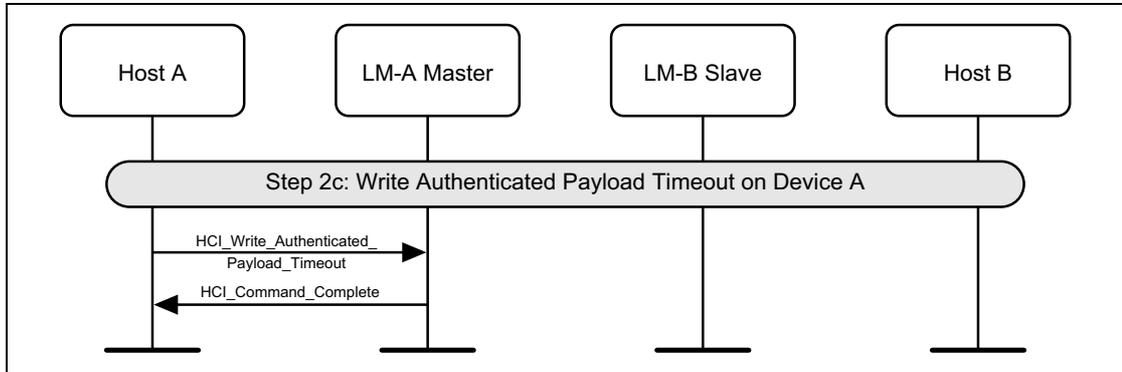 Host A
LM-A Master
LM-B Slave
Host B
Step 2c: Write Authenticated Payload Timeout on Device A
HCI_Write_Authenticated_
Payload_Timeout
HCI_Command_Complete